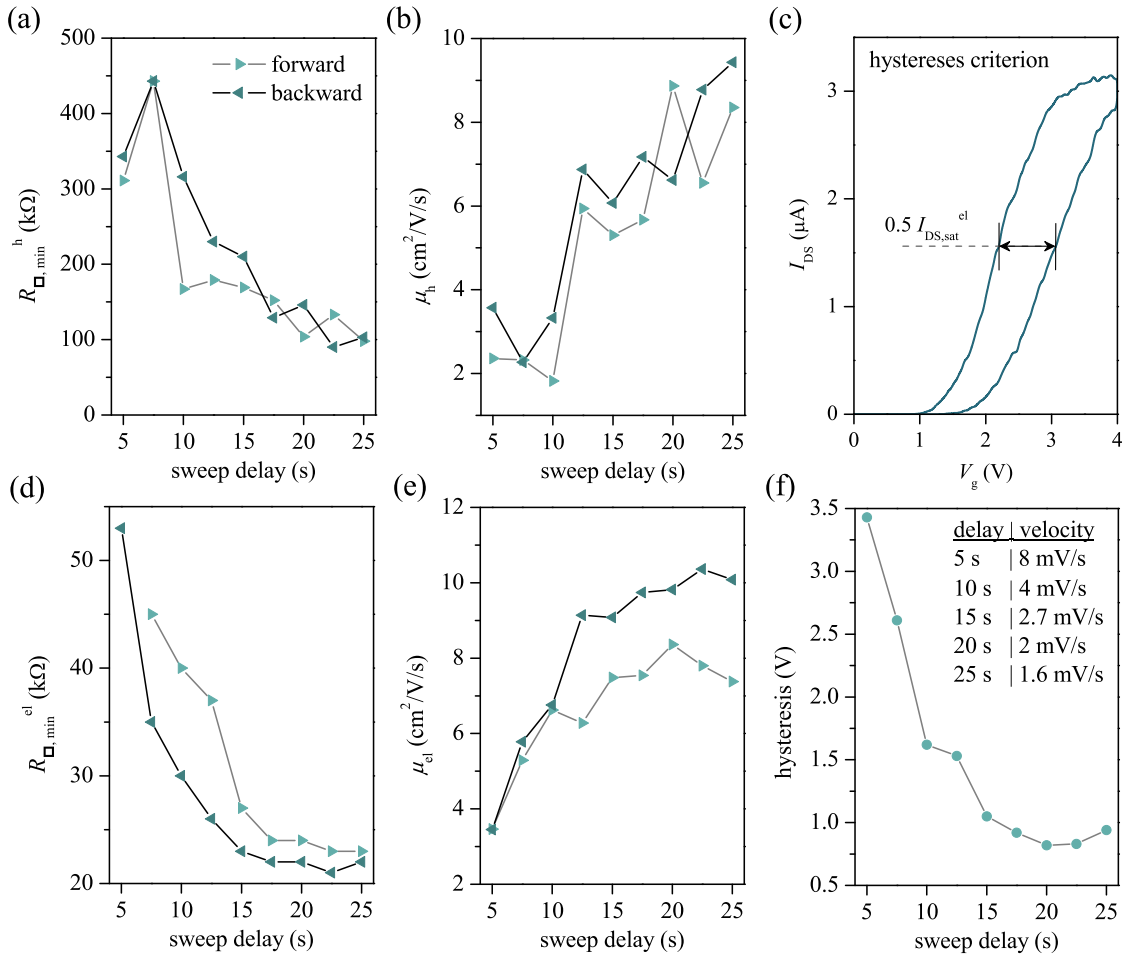 (a)
500
400
300
200
100
0
R□, min h (kΩ)
forward
backward
5 10 15 20 25
sweep delay (s)
(b)
10
8
6
4
2
μh (cm2/V/s)
5 10 15 20 25
sweep delay (s)
(c)
hystereses criterion
3
2
1
0
IDS (μA)
0.5 IDS,sat el
0 1 2 3 4
Vg (V)
(d)
50
40
30
20
R□, min el (kΩ)
5 10 15 20 25
sweep delay (s)
(e)
12
10
8
6
4
2
μel (cm2/V/s)
5 10 15 20 25
sweep delay (s)
(f)
3.5
3.0
2.5
2.0
1.5
1.0
0.5
hysteresis (V)
delay | velocity
5 s | 8 mV/s
10 s | 4 mV/s
15 s | 2.7 mV/s
20 s | 2 mV/s
25 s | 1.6 mV/s
5 10 15 20 25
sweep delay (s)